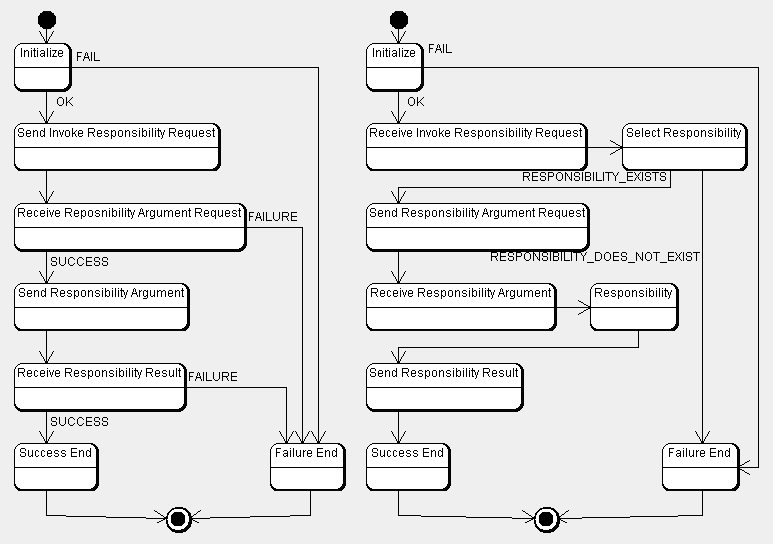 Initialize
FAIL
OK
Send Invoke Responsibility Request
Receive Reposnibility Argument Request
FAILURE
SUCCESS
Send Responsibility Argument
Receive Responsibility Result
FAILURE
SUCCESS
Success End
Failure End
Initialize
FAIL
OK
Receive Invoke Responsibility Request
Select Responsibility
RESPONSIBILITY_EXISTS
Send Responsibility Argument Request
RESPONSIBILITY_DOES_NOT_EXIST
Receive Responsibility Argument
Responsibility
Send Responsibility Result
Success End
Failure End